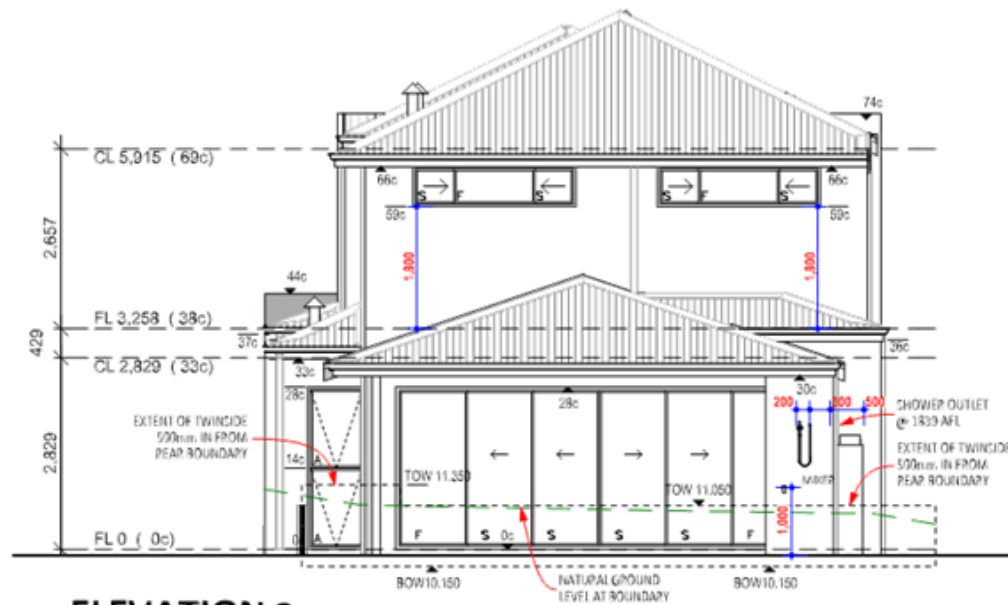 74c
CL 5,915 ( 69c)
66c
66c
S
F
S
S
F
S
59c
59c
2,657
1,800
1,800
44c
FL 3,258 ( 38c)
37c
36c
429
CL 2,829 ( 33c)
33c
30c
28c
28c
200
800
500
SHOWER OUTLET
@ 1839 AFL
EXTENT OF TWINSIDE
500mm IN FROM
REAR BOUNDARY
EXTENT OF TWINSIDE
500mm IN FROM
REAR BOUNDARY
2,829
14c
A
TOW 11.350
TOW 11.050
MIXER
1,000
FL 0 ( 0c)
0
A
F
S
0c
S
S
S
F
BOW10.150
BOW10.150
NATURAL GROUND
LEVEL AT BOUNDARY